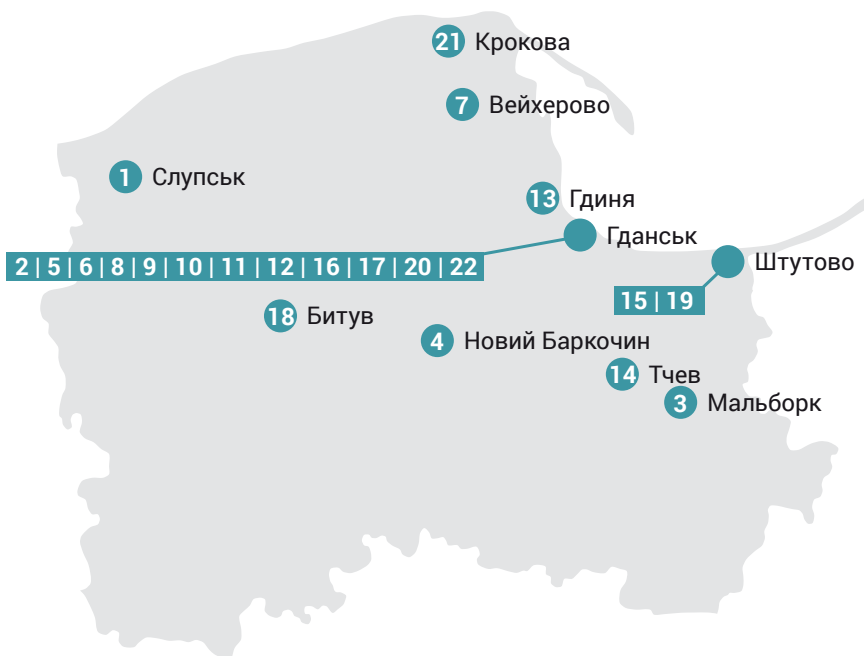 21 Крокова
7 Вейхерово
1 Слупськ
13 Гдиня
Гданськ
2 | 5 | 6 | 8 | 9 | 10 | 11 | 12 | 16 | 17 | 20 | 22
Штутово
15 | 19
18 Битув
4 Новий Баркочин
14 Тчев
3 Мальборк